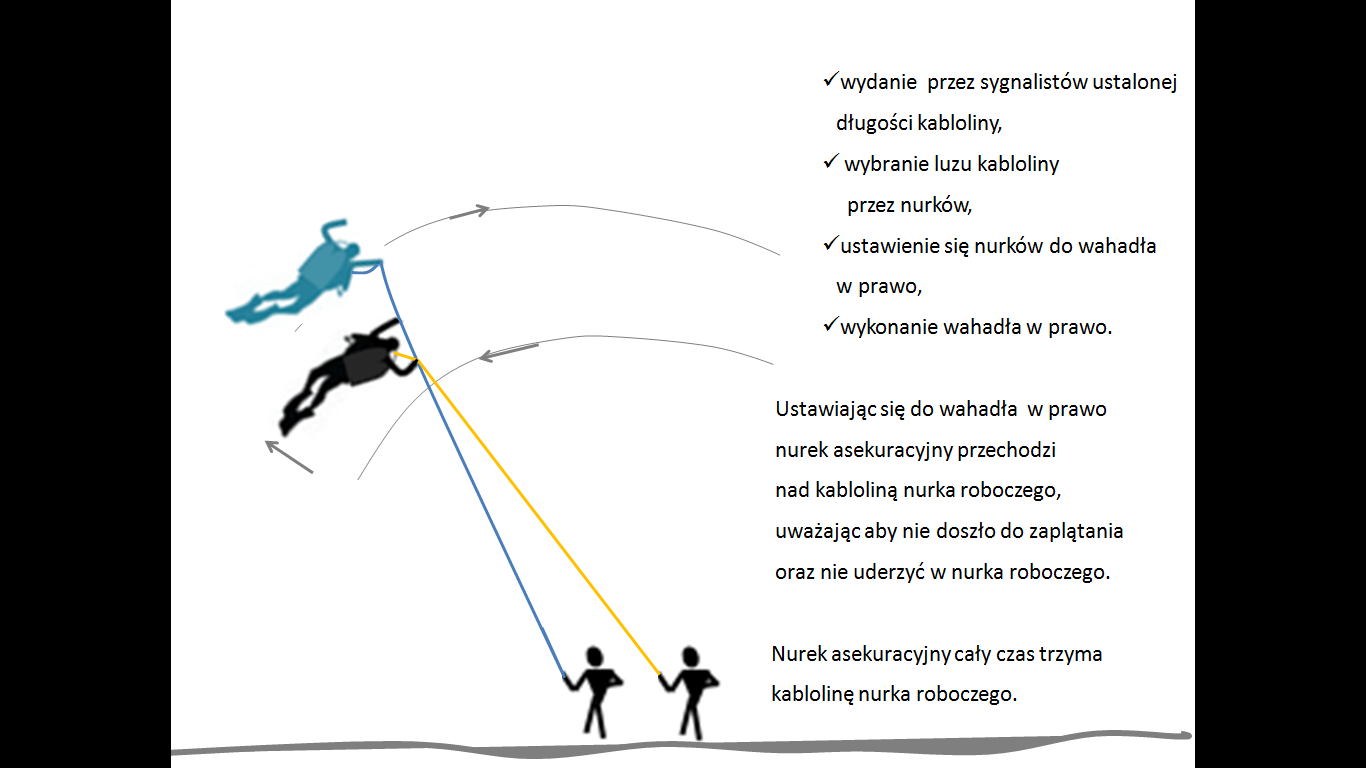 ✓wydanie przez sygnalistów ustalonej
długości kabloliny,
✓ wybranie luzu kabloliny
przez nurków,
✓ustawienie się nurków do wahadła
w prawo,
✓wykonanie wahadła w prawo.
Ustawiając się do wahadła w prawo
nurek asekuracyjny przechodzi
nad kabloliną nurka roboczego,
uważając aby nie doszło do zaplątania
oraz nie uderzyć w nurka roboczego.
Nurek asekuracyjny cały czas trzyma
kablolinę nurka roboczego.